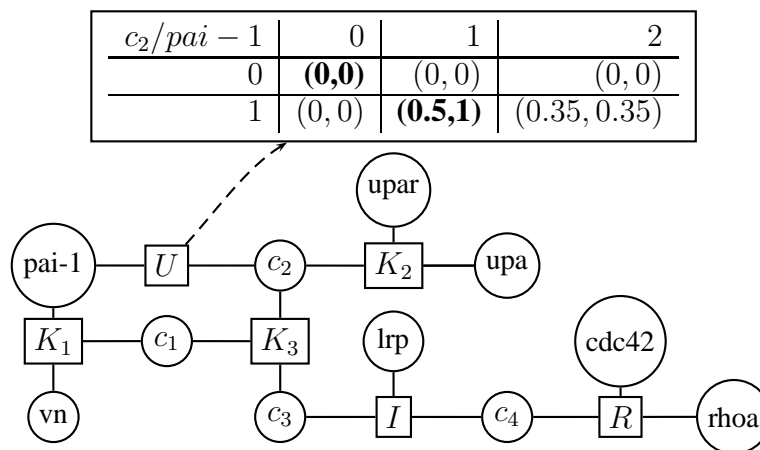 c₂/pai − 1 0 1 2
0 (0,0) (0, 0) (0, 0)
1 (0, 0) (0.5,1) (0.35, 0.35)
upar
pai-1 U c₂ K₂ upa
K₁ c₁ K₃ lrp cdc42
vn c₃ I c₄ R rhoa